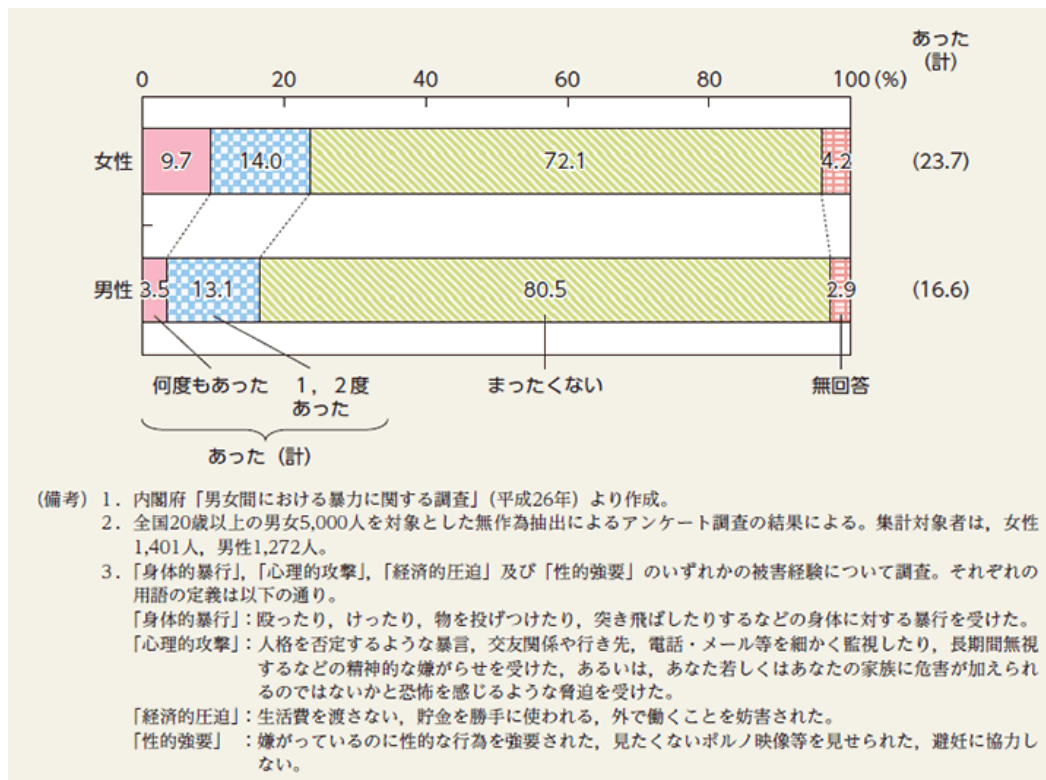 あった
（計）
0 20 40 60 80 100(%)
女性 9.7 14.0 72.1 4.2 (23.7)
男性 3.5 13.1 80.5 2.9 (16.6)
何度もあった 1，2度 まったくない 無回答
あった
あった（計）
（備考）1．内閣府「男女間における暴力に関する調査」（平成26年）より作成。
2．全国20歳以上の男女5,000人を対象とした無作為抽出によるアンケート調査の結果による。集計対象者は，女性
1,401人，男性1,272人。
3．「身体的暴行」，「心理的攻撃」，「経済的圧迫」及び「性的強要」のいずれかの被害経験について調査。それぞれの
用語の定義は以下の通り。
「身体的暴行」：殴ったり，けったり，物を投げつけたり，突き飛ばしたりするなどの身体に対する暴行を受けた。
「心理的攻撃」：人格を否定するような暴言，交友関係や行き先，電話・メール等を細かく監視したり，長期間無視
するなどの精神的な嫌がらせを受けた，あるいは，あなた若しくはあなたの家族に危害が加えられ
るのではないかと恐怖を感じるような脅迫を受けた。
「経済的圧迫」：生活費を渡さない，貯金を勝手に使われる，外で働くことを妨害された。
「性的強要」：嫌がっているのに性的な行為を強要された，見たくないポルノ映像等を見せられた，避妊に協力し
ない。